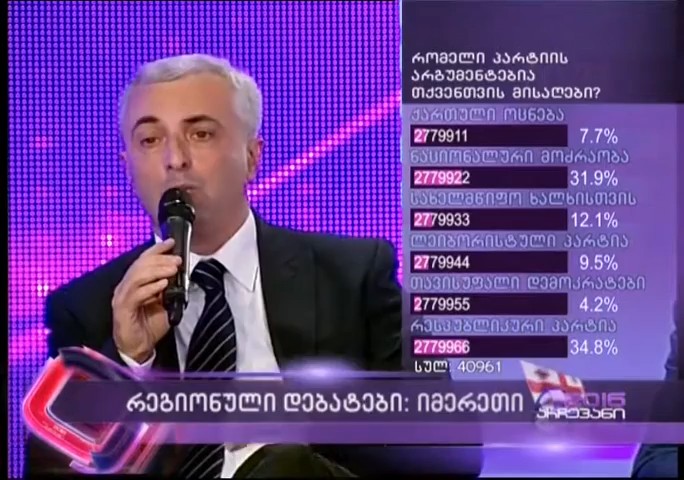 რომელი პარტიის
არგუმენტებია
თქვენთვის მისაღები?
ქართული ოცნება
2779911 7.7%
ნაციონალური მოძრაობა
2779922 31.9%
სახელმწიფო ხალხისთვის
2779933 12.1%
ლეიბორისტული პარტია
2779944 9.5%
თავისუფალი დემოკრატები
2779955 4.2%
რესპუბლიკური პარტია
2779966 34.8%
სულ 40961
რეგიონული დებატები: იმერეთი
2016
არჩევანი